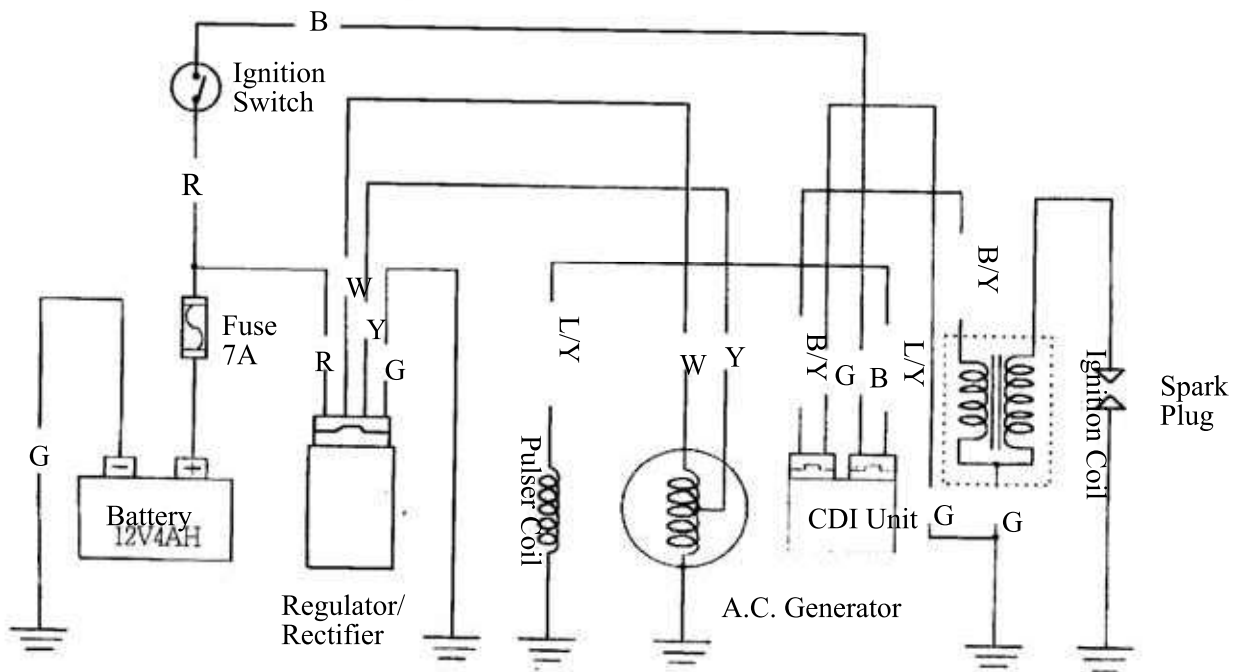 B
Ignition
Switch
R
W
Y
R
G
Fuse
7A
G
Battery
12V4AH
Regulator/
Rectifier
L/Y
Pulser Coil
W
Y
A.C. Generator
B/Y
G
B
L/Y
CDI Unit
B/Y
G
G
Ignition Coil
Spark
Plug